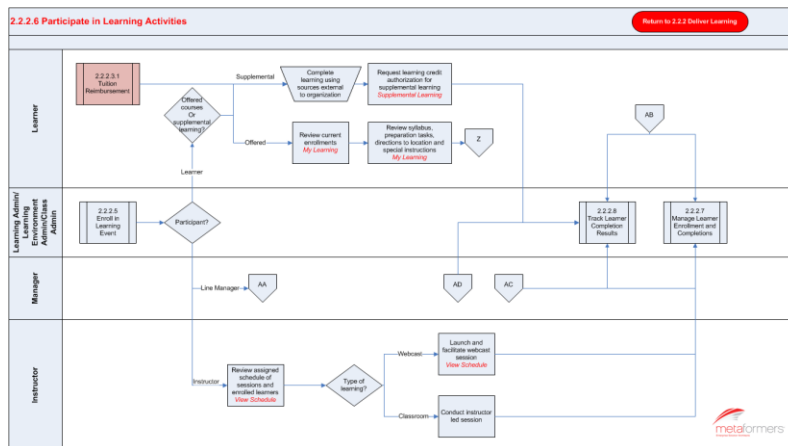 2.2.2.6 Participate in Learning Activities
Return to 2.2.2 Deliver Learning
Learner
2.2.2.3.1
Tuition
Reimbursement
Offered
courses
Or
supplemental
learning?
Supplemental
Complete
learning using
sources external
to organization
Request learning credit
authorization for
supplemental learning
Supplemental Learning
Offered
Review current
enrollments
My Learning
Review syllabus,
preparation tasks,
directions to location and
special instructions
My Learning
Z
AB
Learner
Learning Admin/
Learning
Environment
Admin/Class
Admin
2.2.2.5
Enroll in
Learning
Event
Participant?
2.2.2.8
Track Learner
Completion
Results
2.2.2.7
Manage Learner
Enrollment and
Completions
Manager
Line Manager
AA
AD
AC
Instructor
Instructor
Review assigned
schedule of
sessions and
enrolled learners
View Schedule
Type of
learning?
Webcast
Launch and
facilitate webcast
session
View Schedule
Classroom
Conduct instructor
led session
metaformers